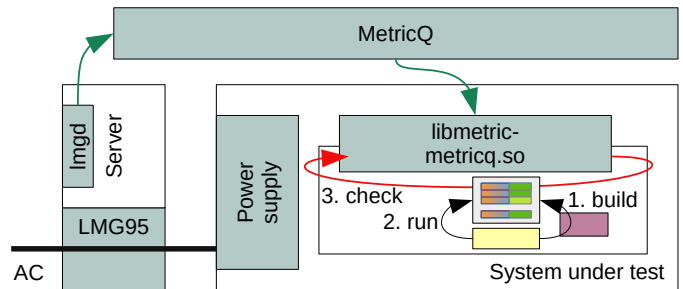 MetricQ
lmgd
Server
libmetric-
metricq.so
Power
supply
3. check
1. build
2. run
LMG95
AC
System under test